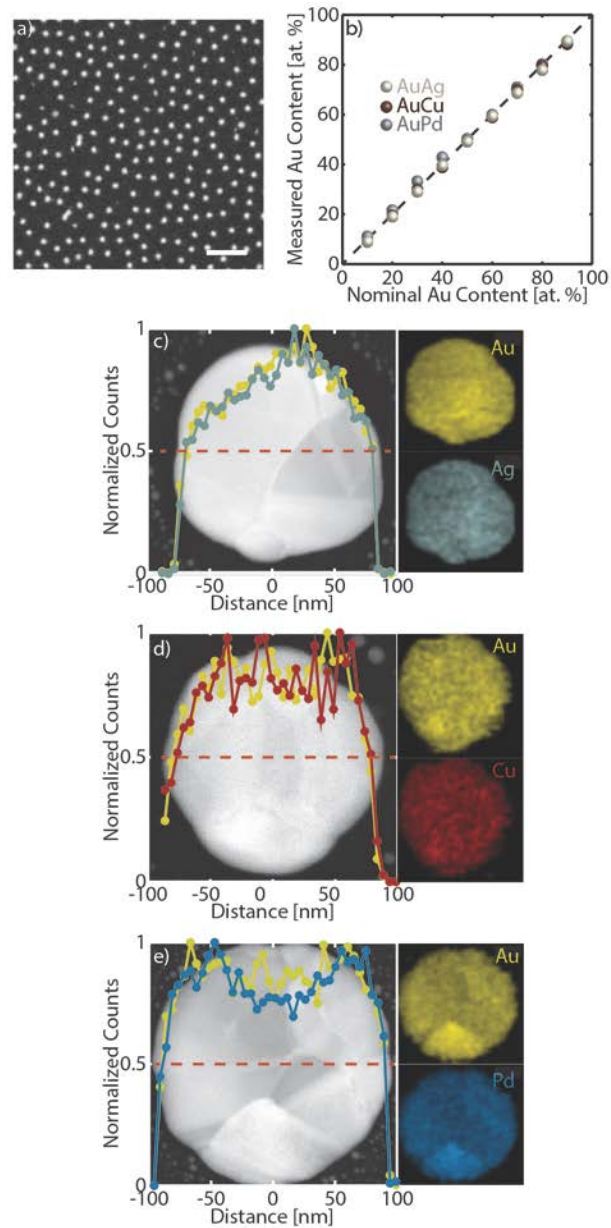 a)
b)
100
80
60
40
20
0
Measured Au Content [at. %]
AuAg
AuCu
AuPd
0 20 40 60 80 100
Nominal Au Content [at. %]
c)
1
0.5
0
Normalized Counts
-100 -50 0 50 100
Distance [nm]
Au
Ag
d)
1
0.5
0
Normalized Counts
-100 -50 0 50 100
Distance [nm]
Au
Cu
e)
1
0.5
0
Normalized Counts
-100 -50 0 50 100
Distance [nm]
Au
Pd